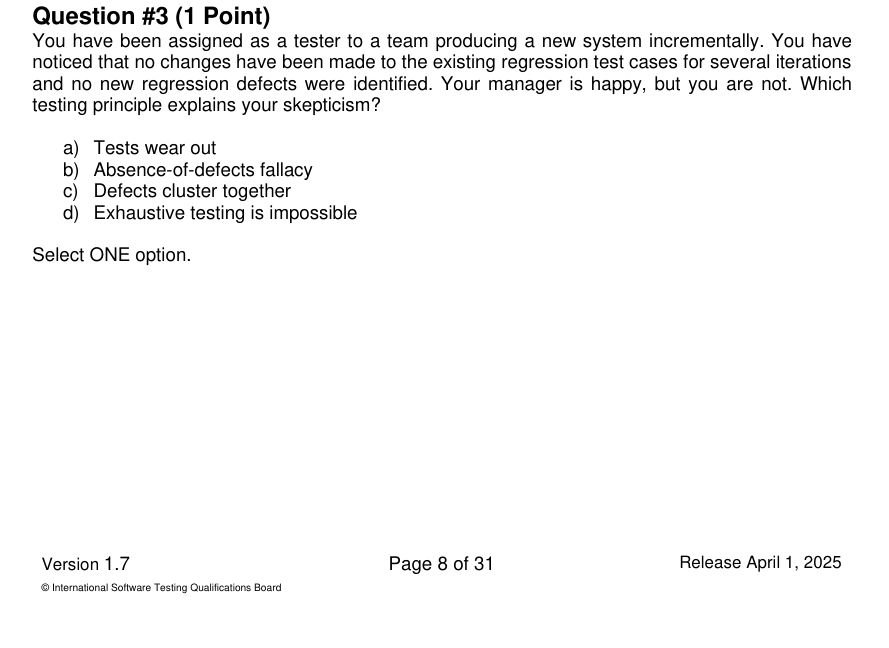 Question #3 (1 Point)
You have been assigned as a tester to a team producing a new system incrementally. You have
noticed that no changes have been made to the existing regression test cases for several iterations
and no new regression defects were identified. Your manager is happy, but you are not. Which
testing principle explains your skepticism?
a) Tests wear out
b) Absence-of-defects fallacy
c) Defects cluster together
d) Exhaustive testing is impossible
Select ONE option.
Version 1.7 Page 8 of 31 Release April 1, 2025
© International Software Testing Qualifications Board